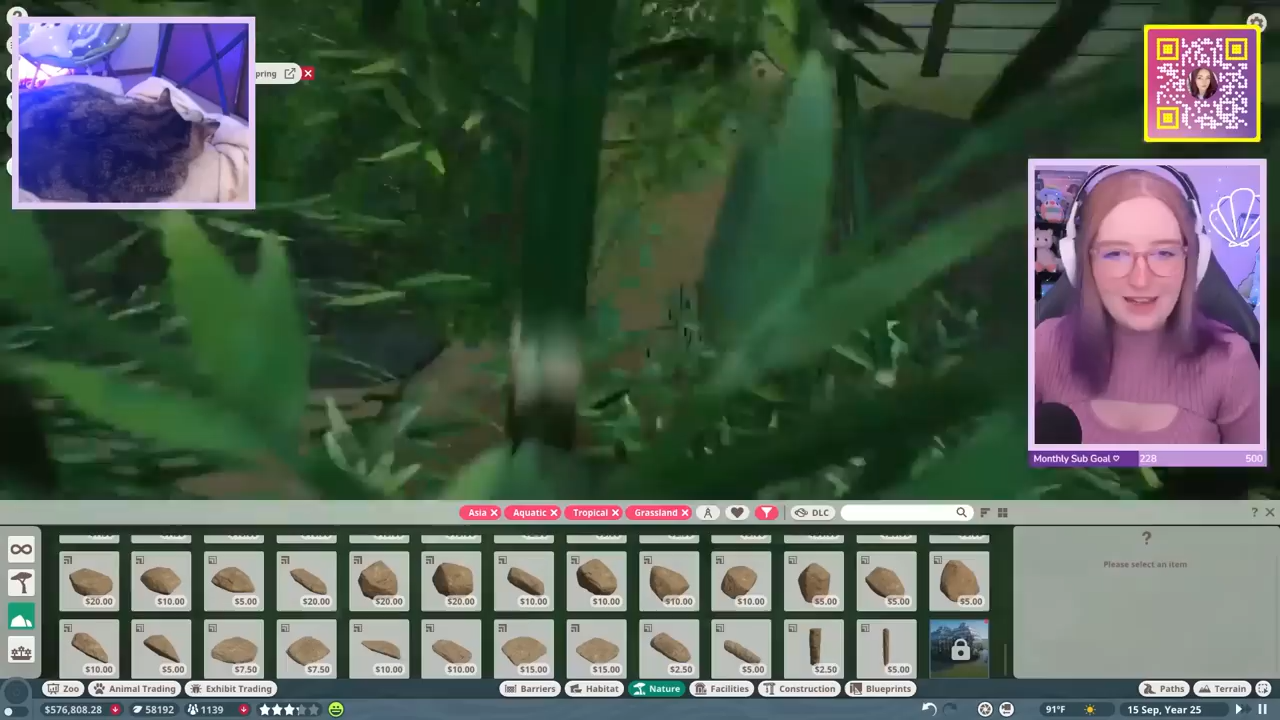 pring
Monthly Sub Goal ♡ 228 500
Asia Aquatic Tropical Grassland DLC
? Please select an item
$20.00 $10.00 $5.00 $20.00 $20.00 $20.00 $10.00 $10.00 $10.00 $10.00 $5.00 $5.00 $5.00
$10.00 $5.00 $7.50 $7.50 $10.00 $10.00 $15.00 $15.00 $2.50 $5.00 $2.50 $5.00
Zoo Animal Trading Exhibit Trading Barriers Habitat Nature Facilities Construction Blueprints Paths Terrain
$576,808.28 58192 1139 91°F 15 Sep, Year 25